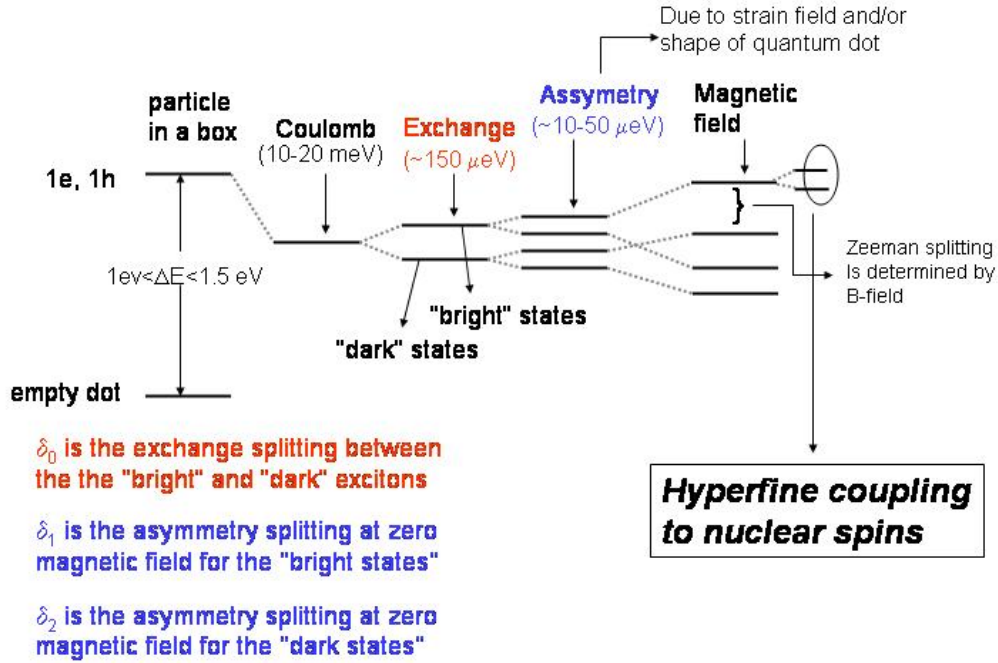 Due to strain field and/or
shape of quantum dot
particle
in a box
Coulomb
(10-20 meV)
Exchange
(~150 μeV)
Assymetry
(~10-50 μeV)
Magnetic
field
1e, 1h
1ev<ΔE<1.5 eV
}
Zeeman splitting
Is determined by
B-field
"bright" states
"dark" states
empty dot
δ0 is the exchange splitting between
the the "bright" and "dark" excitons
δ1 is the asymmetry splitting at zero
magnetic field for the "bright states"
δ2 is the asymmetry splitting at zero
magnetic field for the "dark states"
Hyperfine coupling
to nuclear spins